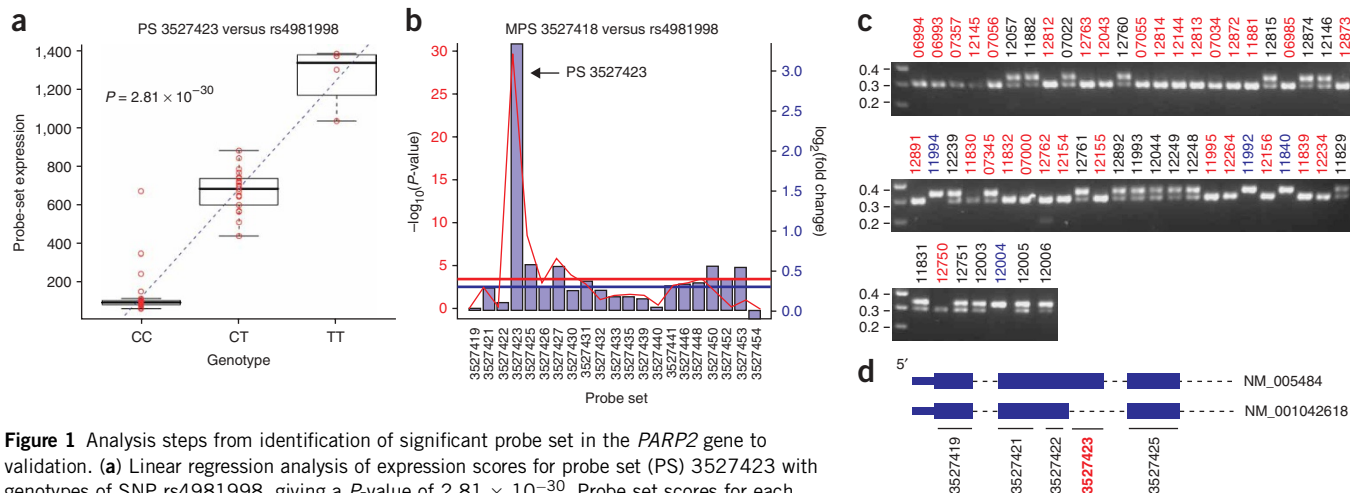 a
PS 3527423 versus rs4981998
1,400
1,200
1,000
800
600
400
200
Probe-set expression
P = 2.81 × 10−30
CC
CT
TT
Genotype
b
MPS 3527418 versus rs4981998
30
25
20
15
10
5
0
–log10(P-value)
PS 3527423
3.0
2.5
2.0
1.5
1.0
0.5
0.0
log2(fold change)
3527419
3527421
3527422
3527423
3527425
3527426
3527427
3527430
3527431
3527432
3527433
3527435
3527439
3527440
3527441
3527446
3527448
3527450
3527452
3527453
3527454
Probe set
c
06994 06993 07357 12145 07056 12057 11882 12812 07022 12763 12043 12760 07055 12814 12144 12813 07034 12872 11881 12815 06985 12874 12146 12873
0.4
0.3
0.2
12891 11994 12239 11830 07345 11832 07000 12762 12154 12761 12155 12892 11993 12044 12249 12248 11995 12264 11992 12156 11840 11839 12234 11829
0.4
0.3
0.2
11831 12750 12751 12003 12004 12005 12006
0.4
0.3
0.2
d
5′
NM_005484
NM_001042618
3527419
3527421
3527422
3527423
3527425
Figure 1 Analysis steps from identification of significant probe set in the PARP2 gene to
validation. (a) Linear regression analysis of expression scores for probe set (PS) 3527423 with
genotypes of SNP rs4981998, giving a P-value of 2.81 × 10−30. Probe set scores for each